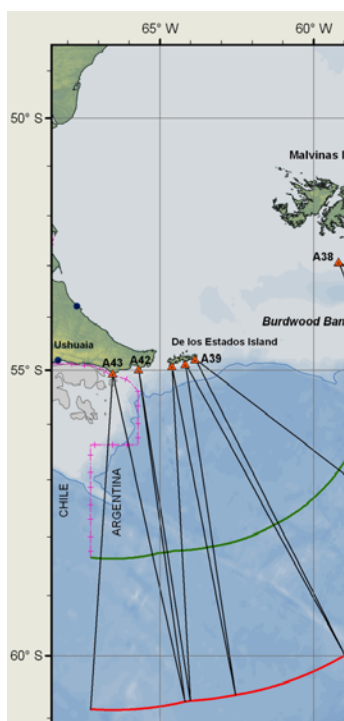 65° W
60° W
50° S
Malvinas I
A38
Burdwood Ban
De los Estados Island
Ushuaia
A43
A42
A39
55° S
CHILE
ARGENTINA
60° S